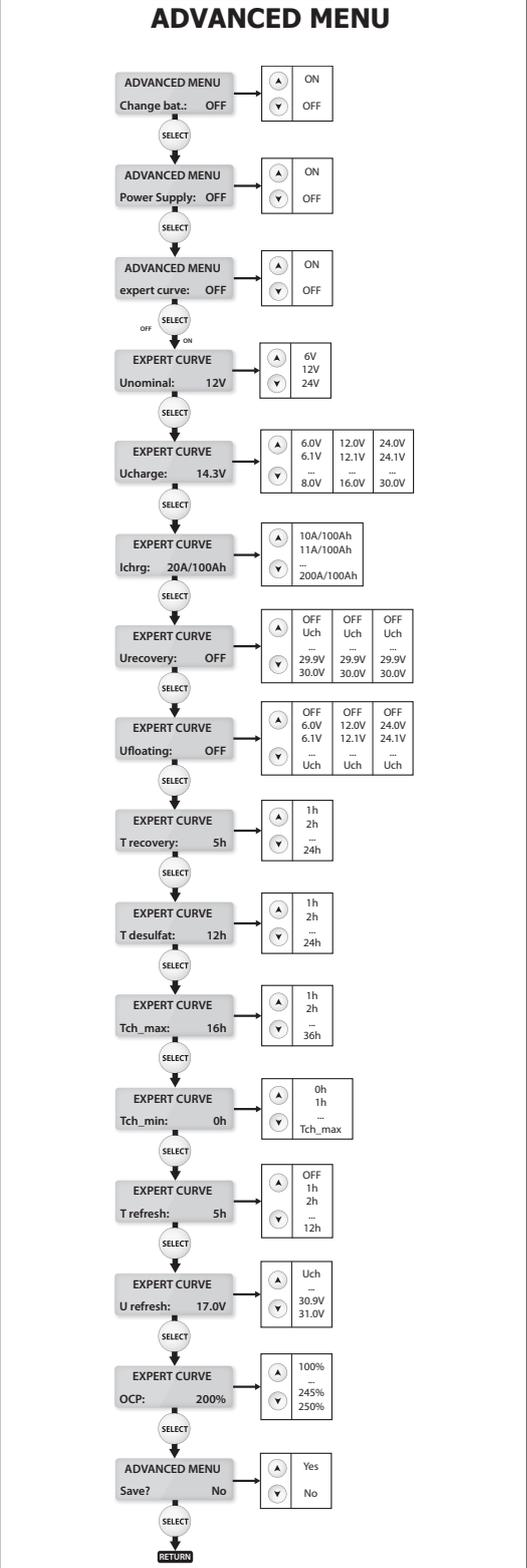 ADVANCED MENU
ADVANCED MENU
Change bat.: OFF
ON
OFF
SELECT
ADVANCED MENU
Power Supply: OFF
ON
OFF
SELECT
ADVANCED MENU
expert curve: OFF
ON
OFF
SELECT
OFF
ON
EXPERT CURVE
Unominal: 12V
6V
12V
24V
SELECT
EXPERT CURVE
Ucharge: 14.3V
6.0V 12.0V 24.0V
6.1V 12.1V 24.1V
... ... ...
8.0V 16.0V 30.0V
SELECT
EXPERT CURVE
Ichrg: 20A/100Ah
10A/100Ah
11A/100Ah
...
200A/100Ah
SELECT
EXPERT CURVE
Urecovery: OFF
OFF OFF OFF
Uch Uch Uch
... ... ...
29.9V 29.9V 29.9V
30.0V 30.0V 30.0V
SELECT
EXPERT CURVE
Ufloating: OFF
OFF OFF OFF
6.0V 12.0V 24.0V
6.1V 12.1V 24.1V
... ... ...
Uch Uch Uch
SELECT
EXPERT CURVE
T recovery: 5h
1h
2h
...
24h
SELECT
EXPERT CURVE
T desulfat: 12h
1h
2h
...
24h
SELECT
EXPERT CURVE
Tch_max: 16h
1h
2h
...
36h
SELECT
EXPERT CURVE
Tch_min: 0h
0h
1h
...
Tch_max
SELECT
EXPERT CURVE
T refresh: 5h
OFF
1h
2h
...
12h
SELECT
EXPERT CURVE
U refresh: 17.0V
Uch
...
30.9V
31.0V
SELECT
EXPERT CURVE
OCP: 200%
100%
...
245%
250%
SELECT
ADVANCED MENU
Save? No
Yes
No
SELECT
RETURN